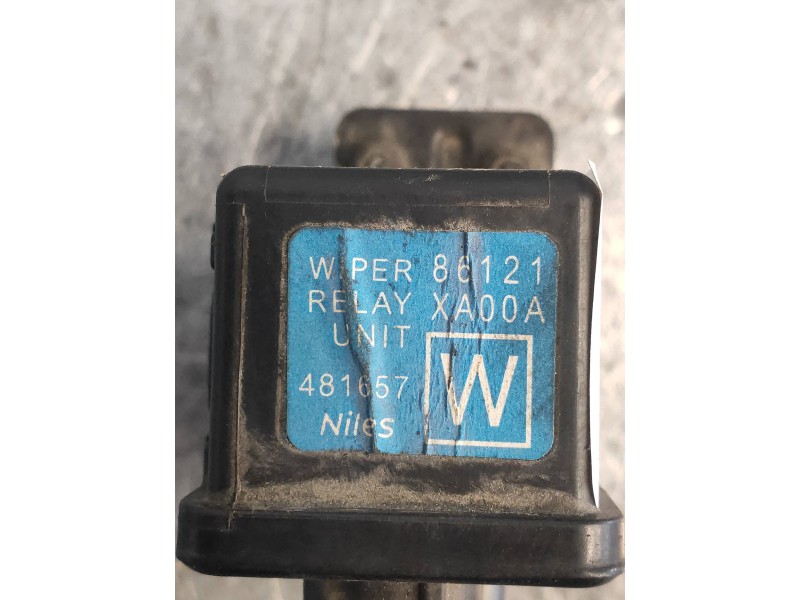 WIPER 86121
RELAY XA00A
UNIT
481657
W
Niles